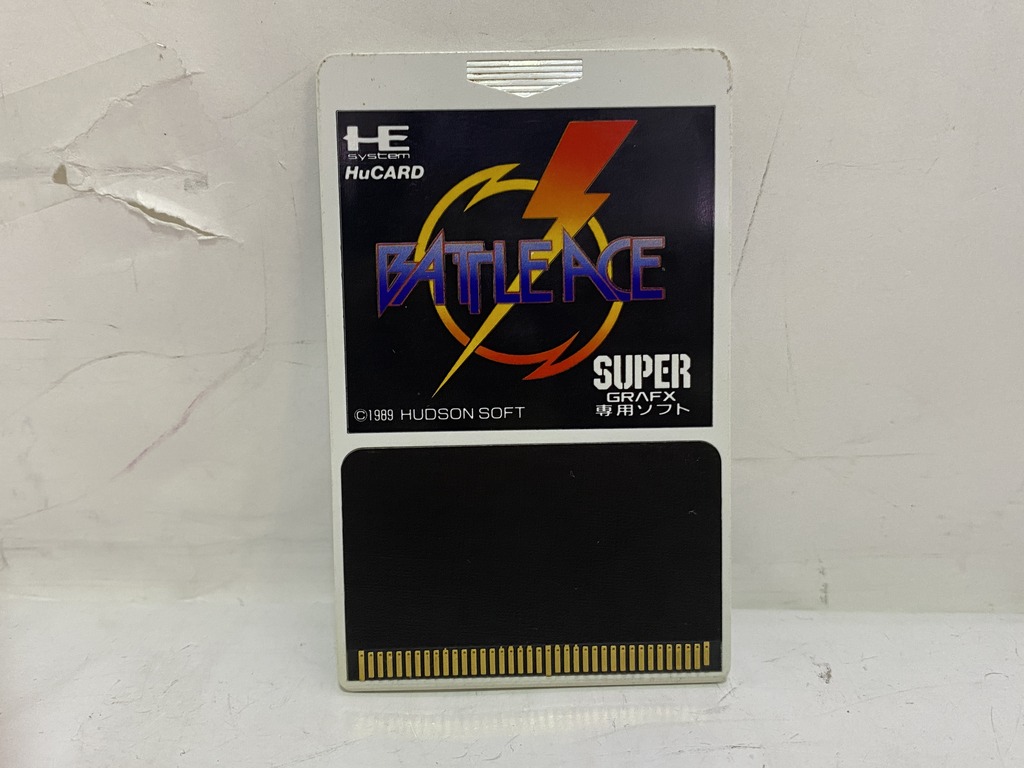 HE
system
HuCARD
BATTLE ACE
SUPER
GRAFX
専用ソフト
©1989 HUDSON SOFT